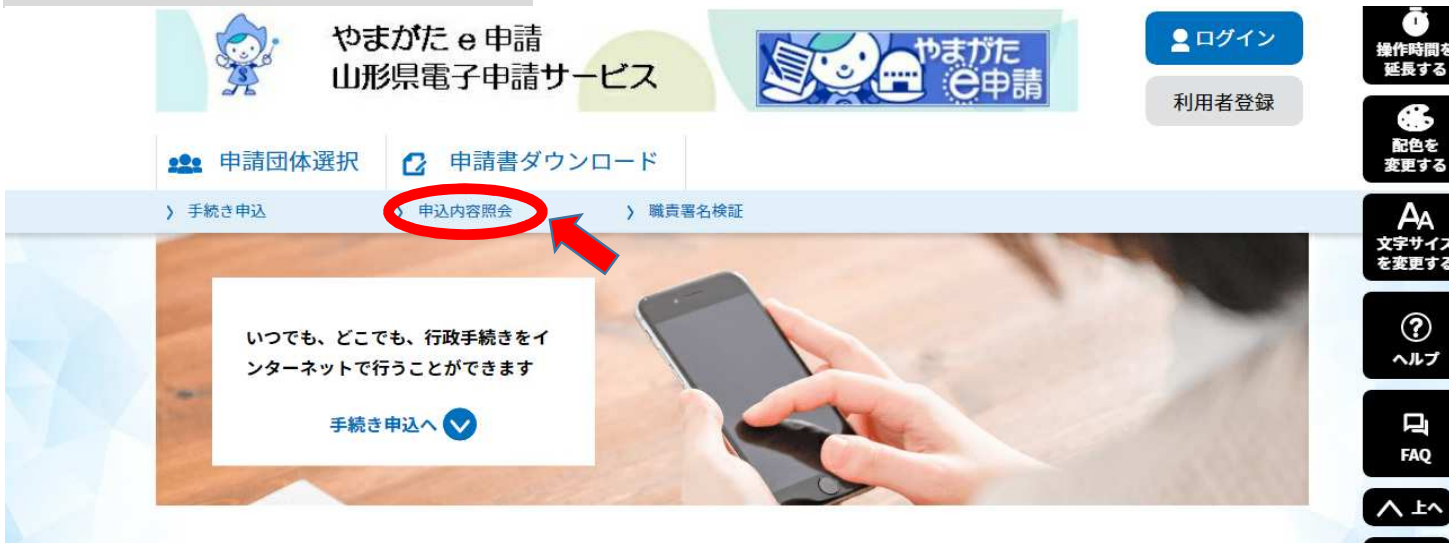 やまがた e 申請
山形県電子申請サービス
やまがた
e申請
ログイン
利用者登録
申請団体選択
申請書ダウンロード
手続き申込
申込内容照会
職責署名検証
いつでも、どこでも、行政手続きをイ
ンターネットで行うことができます
手続き申込へ
操作時間を
延長する
配色を
変更する
文字サイズ
を変更する
ヘルプ
FAQ
上へ